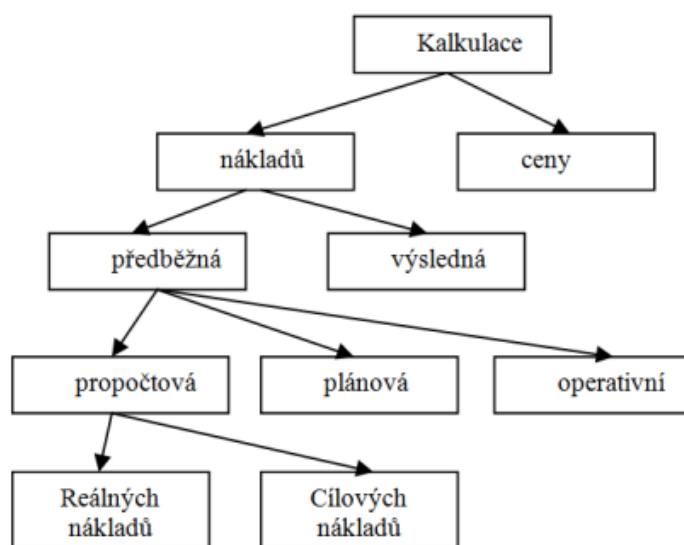 Kalkulace
nákladů
ceny
předběžná
výsledná
propočtová
plánová
operativní
Reálných
nákladů
Cílových
nákladů